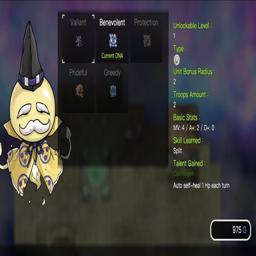 Valiant
Benevolent
Protection
Current DNA
Prideful
Greedy
Unlockable Level :
1
Type
Unit Bonus Radius :
2
Troops Amount :
2
Basic Stats :
MV: 4 / A+: 2 / D+: 0
Skill Learned :
Split
Talent Gained :
Auto self-heal 1 Hp each turn
975 G